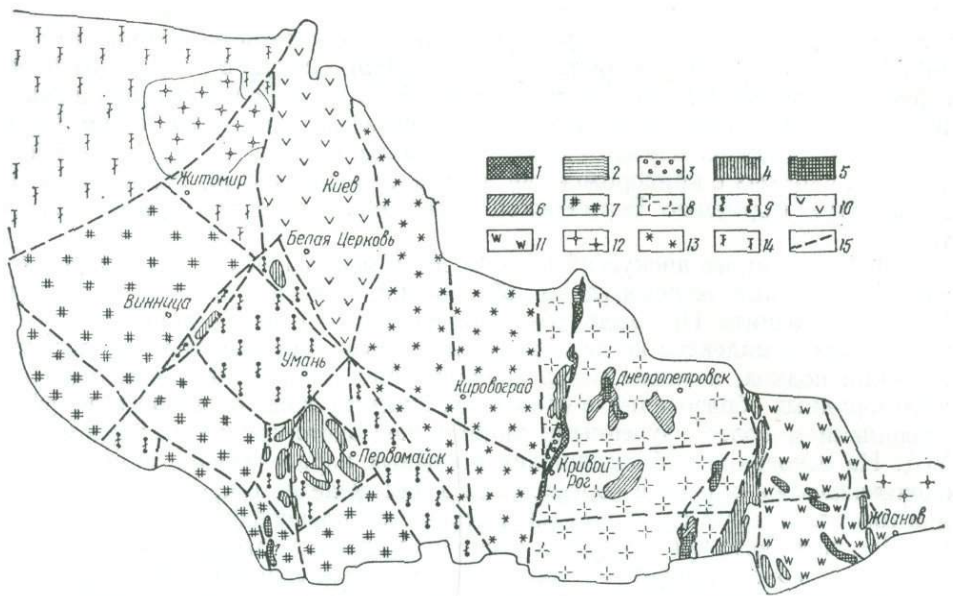 1 2 3 4 5
6 7 8 9 10
11 12 13 14 15
Житомир
Киев
Белая Церковь
Винница
Умань
Кировоград
Днепропетровск
Первомайск
Кривой
Рог
Жданов